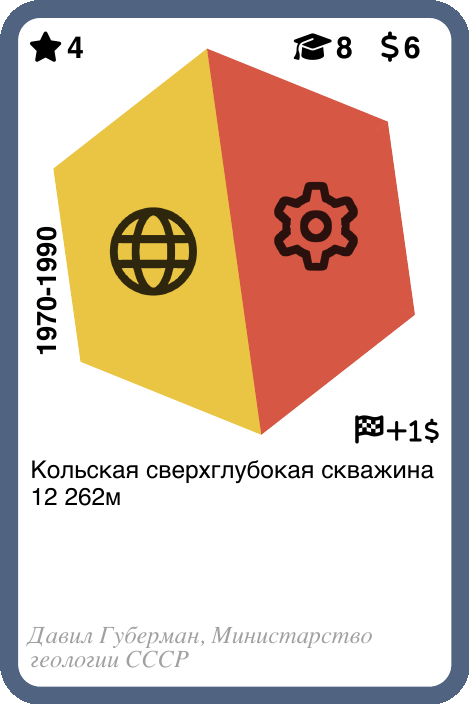 4 8 $6
1970-1990
+1$
Кольская сверхглубокая скважина
12 262м
Давил Губерман, Министарство
геологии СССР